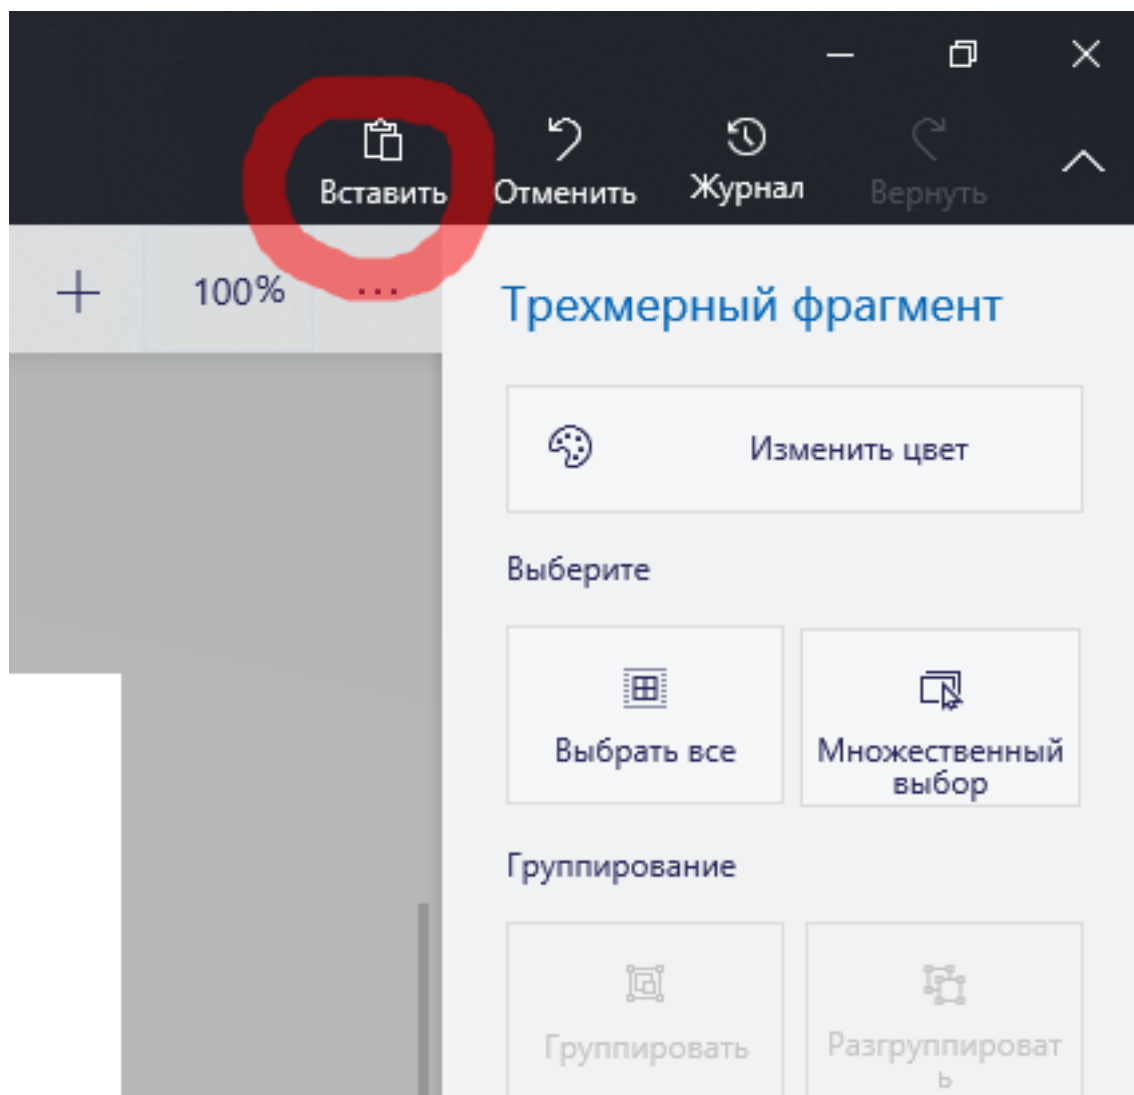 Вставить
Отменить
Журнал
Вернуть
100%
...
Трехмерный фрагмент
Изменить цвет
Выберите
Выбрать все
Множественный
выбор
Группирование
Группировать
Разгруппироват
ь